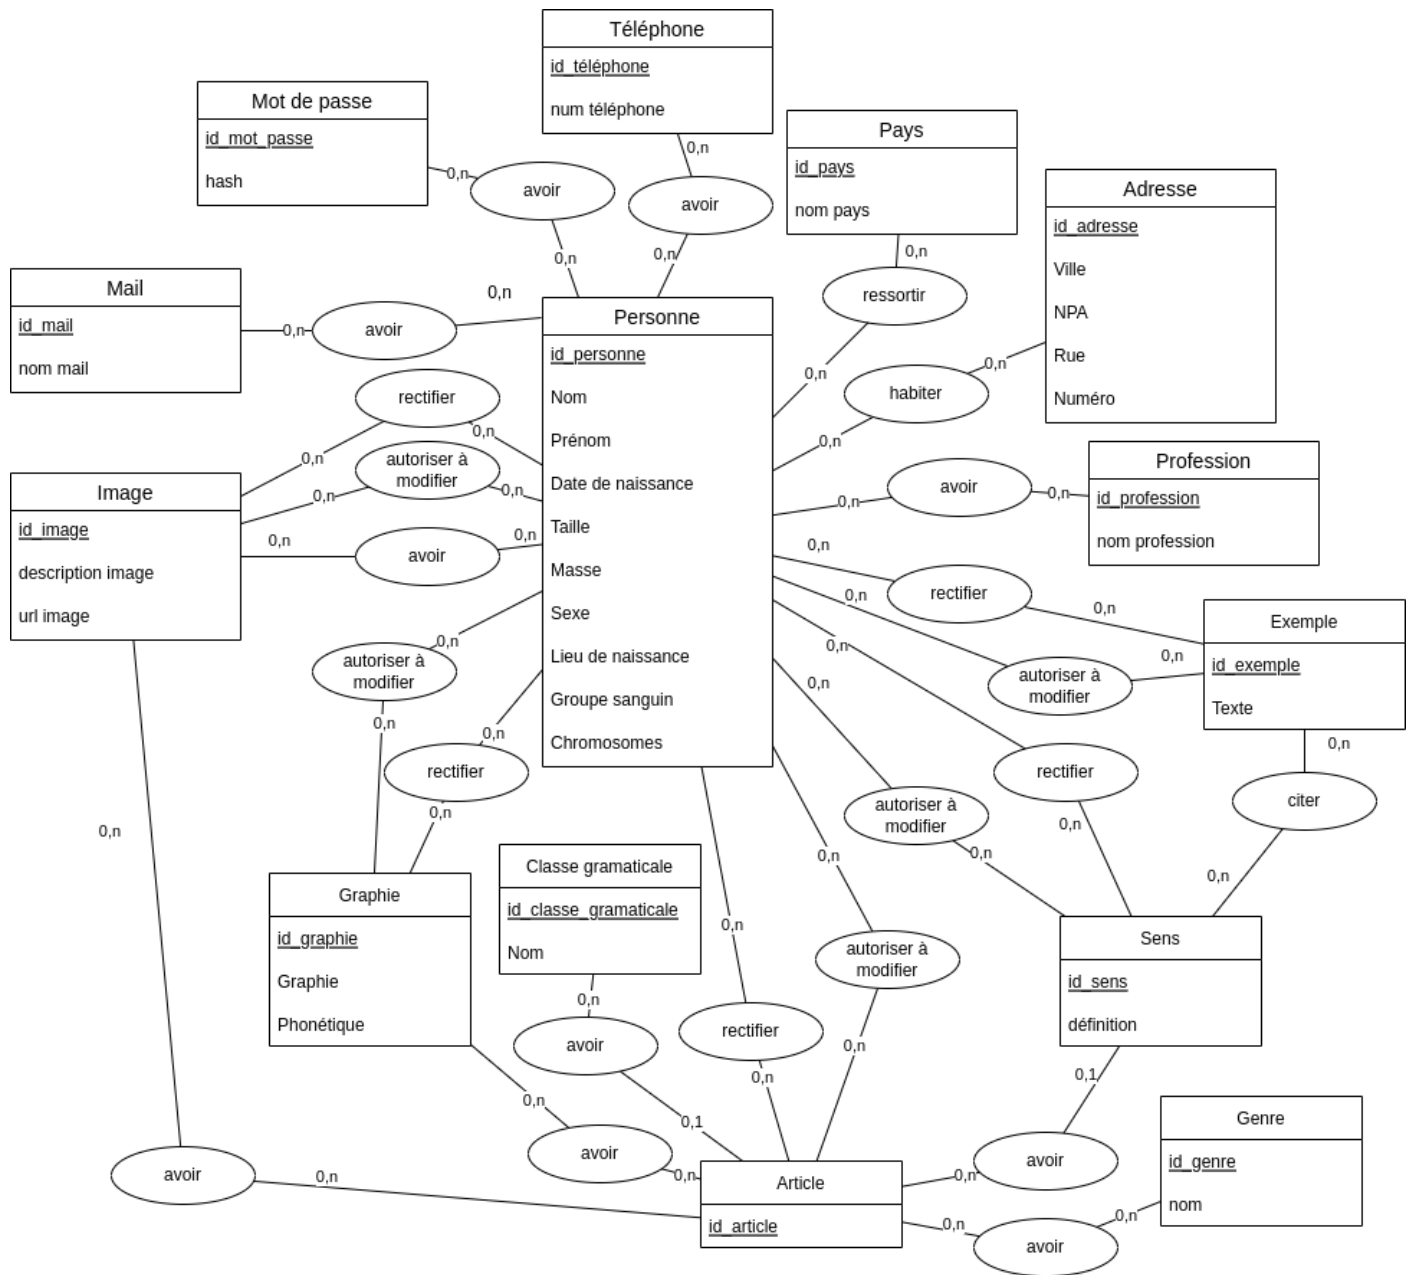 Téléphone
id_téléphone
num téléphone
Mot de passe
id_mot_passe
hash
Pays
id_pays
nom pays
Adresse
id_adresse
Ville
NPA
Rue
Numéro
0,n
0,n
avoir
avoir
0,n
0,n
0,n
ressortir
Mail
id_mail
nom mail
0,n
avoir
0,n
Personne
id_personne
Nom
Prénom
Date de naissance
Taille
Masse
Sexe
Lieu de naissance
Groupe sanguin
Chromosomes
0,n
0,n
habiter
0,n
rectifier
0,n
0,n
autoriser à
modifier
0,n
0,n
0,n
avoir
0,n
Image
id_image
description image
url image
0,n
avoir
0,n
Profession
id_profession
nom profession
0,n
rectifier
0,n
0,n
autoriser à
modifier
0,n
Exemple
id_exemple
Texte
0,n
autoriser à
modifier
0,n
0,n
rectifier
0,n
0,n
rectifier
0,n
0,n
autoriser à
modifier
0,n
0,n
citer
0,n
0,n
Graphie
id_graphie
Graphie
Phonétique
Classe gramaticale
id_classe_gramaticale
Nom
0,n
avoir
0,1
0,n
rectifier
0,n
0,n
autoriser à
modifier
0,n
Sens
id_sens
définition
0,1
avoir
0,n
0,n
avoir
0,n
avoir
0,n
Article
id_article
Genre
id_genre
nom
0,n
avoir
0,n